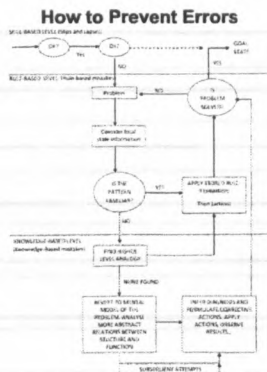 How to Prevent Errors
SKILL-BASED LEVEL (Slips and Lapses)
OK?
OK?
GOAL
STATE
YES
YES
NO
RULE-BASED LEVEL (Rule-based mistakes)
Problem
NO
IS
PROBLEM
SOLVED?
Consider local
state information
IS THE
PATTERN
FAMILIAR?
YES
APPLY STORED RULE
NO
KNOWLEDGE-BASED LEVEL
(knowledge-based mistakes)
FIND HIGHER
LEVEL ANALOGY
NONE FOUND
REVERT TO MENTAL
MODEL OF THE
PROBLEM. ANALYSE
MORE ABSTRACT
RELATIONS BETWEEN
STRUCTURE AND
FUNCTION
INFER DIAGNOSIS AND
FORMULATE CORRECTIVE
ACTIONS. APPLY
ACTIONS. OBSERVE
RESULTS.
SUBSEQUENT ATTEMPTS